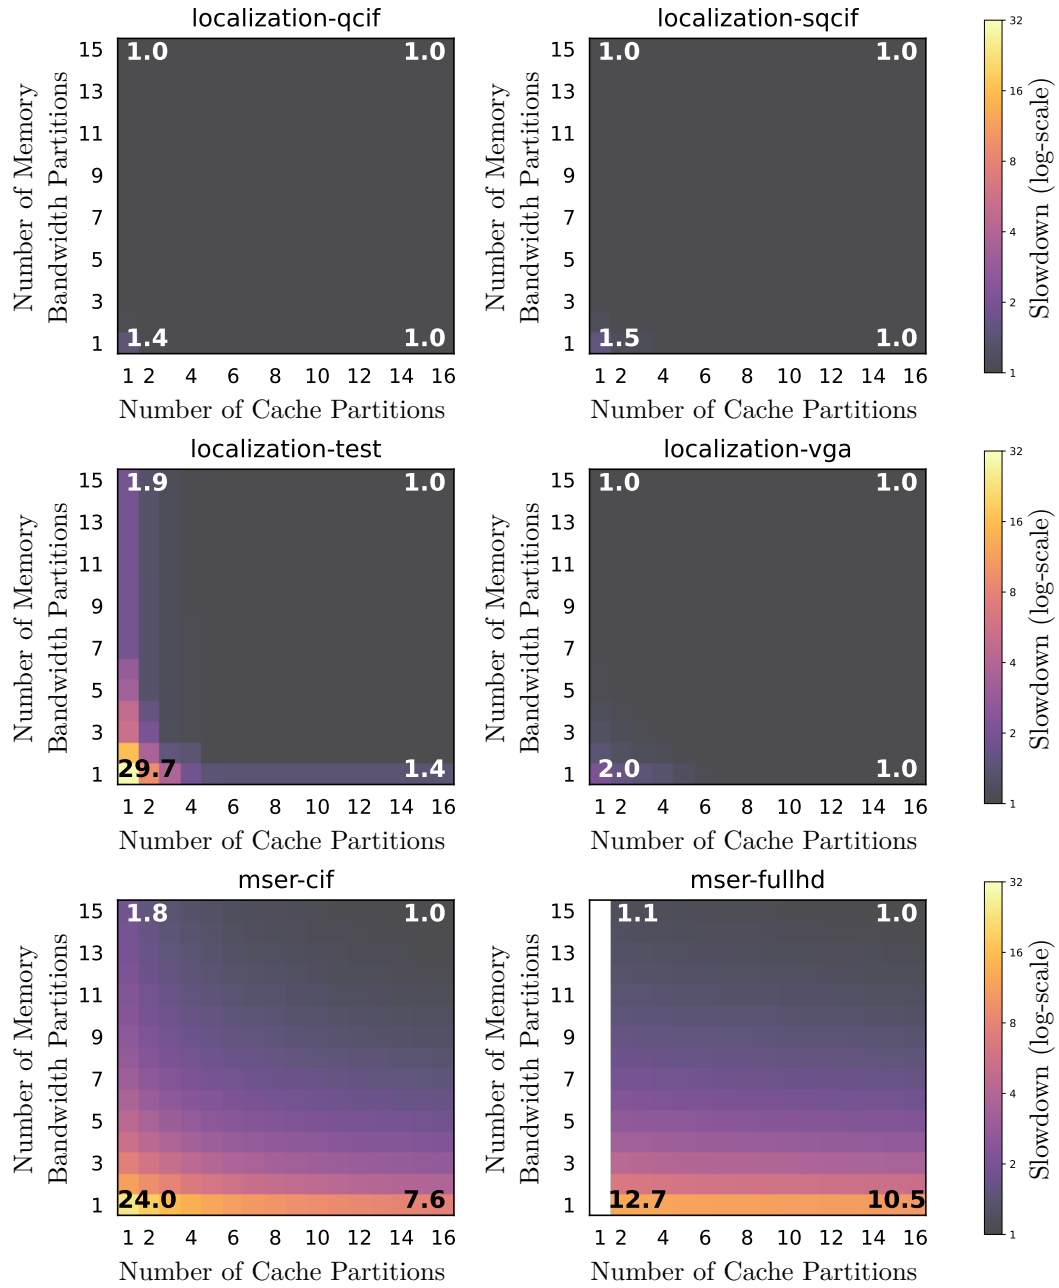 localization-qcif
localization-sqcif
15
13
11
9
7
5
3
1
1.0
1.0
1.4
1.0
1 2 4 6 8 10 12 14 16
Number of Memory
Bandwidth Partitions
Number of Cache Partitions
15
13
11
9
7
5
3
1
1.0
1.0
1.5
1.0
1 2 4 6 8 10 12 14 16
Number of Memory
Bandwidth Partitions
Number of Cache Partitions
32
16
8
4
2
1
Slowdown (log-scale)
localization-test
localization-vga
15
13
11
9
7
5
3
1
1.9
1.0
29.7
1.4
1 2 4 6 8 10 12 14 16
Number of Memory
Bandwidth Partitions
Number of Cache Partitions
15
13
11
9
7
5
3
1
1.0
1.0
2.0
1.0
1 2 4 6 8 10 12 14 16
Number of Memory
Bandwidth Partitions
Number of Cache Partitions
32
16
8
4
2
1
Slowdown (log-scale)
mser-cif
mser-fullhd
15
13
11
9
7
5
3
1
1.8
1.0
24.0
7.6
1 2 4 6 8 10 12 14 16
Number of Memory
Bandwidth Partitions
Number of Cache Partitions
15
13
11
9
7
5
3
1
1.1
1.0
12.7
10.5
1 2 4 6 8 10 12 14 16
Number of Memory
Bandwidth Partitions
Number of Cache Partitions
32
16
8
4
2
1
Slowdown (log-scale)